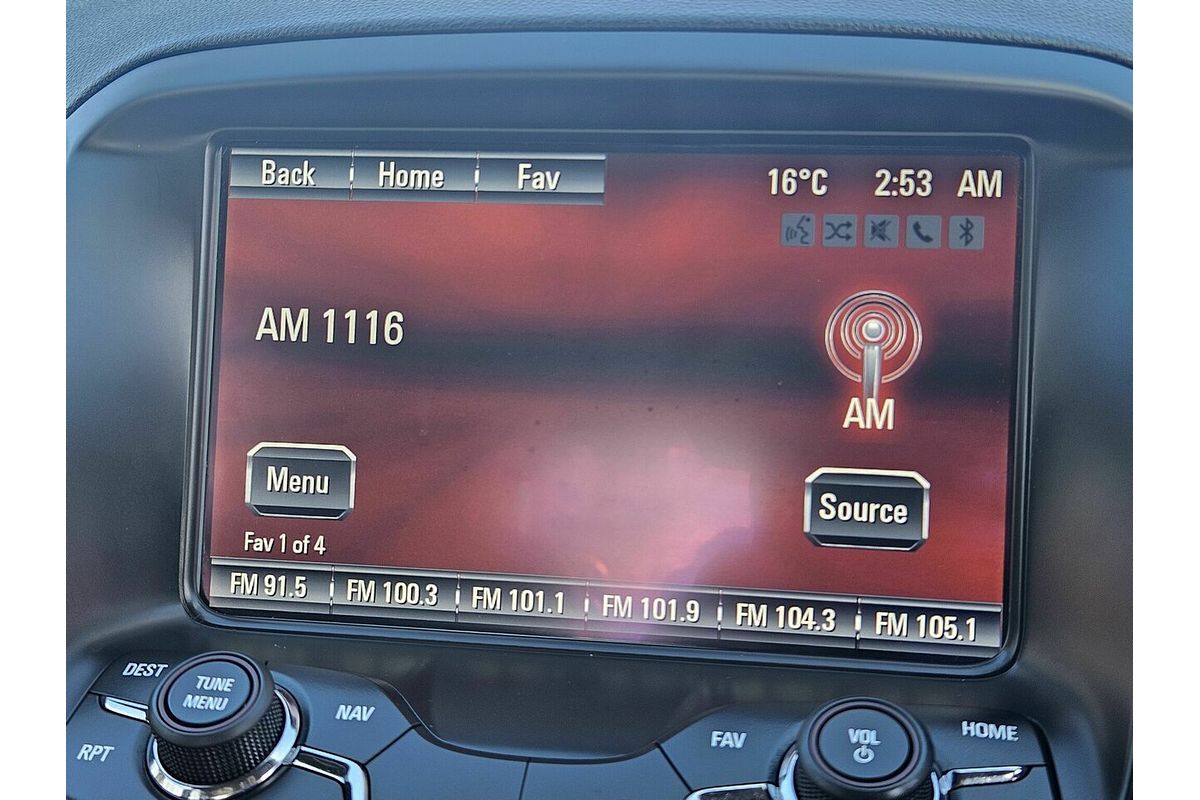 Back Home Fav 16°C 2:53 AM
AM 1116
AM
Menu Source
Fav 1 of 4
FM 91.5 FM 100.3 FM 101.1 FM 101.9 FM 104.3 FM 105.1
DEST TUNE MENU NAV
RPT
FAV VOL HOME